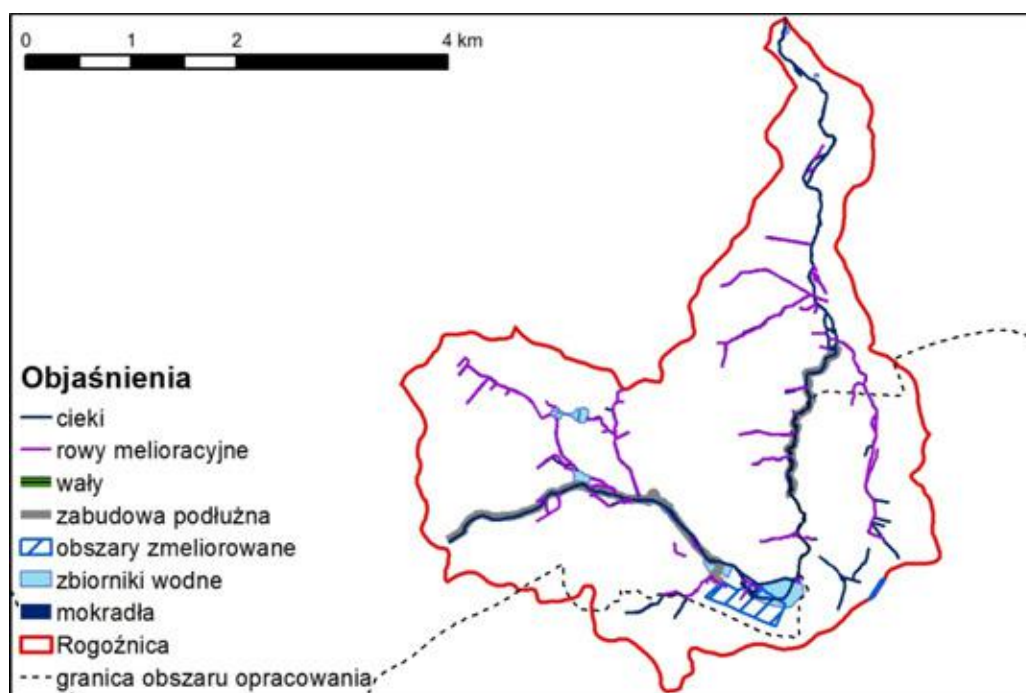 0 1 2 4 km
Objaśnienia
cieki
rowy melioracyjne
wały
zabudowa podłużna
obszary zmeliorowane
zbiorniki wodne
mokradła
Rogoźnica
granica obszaru opracowania